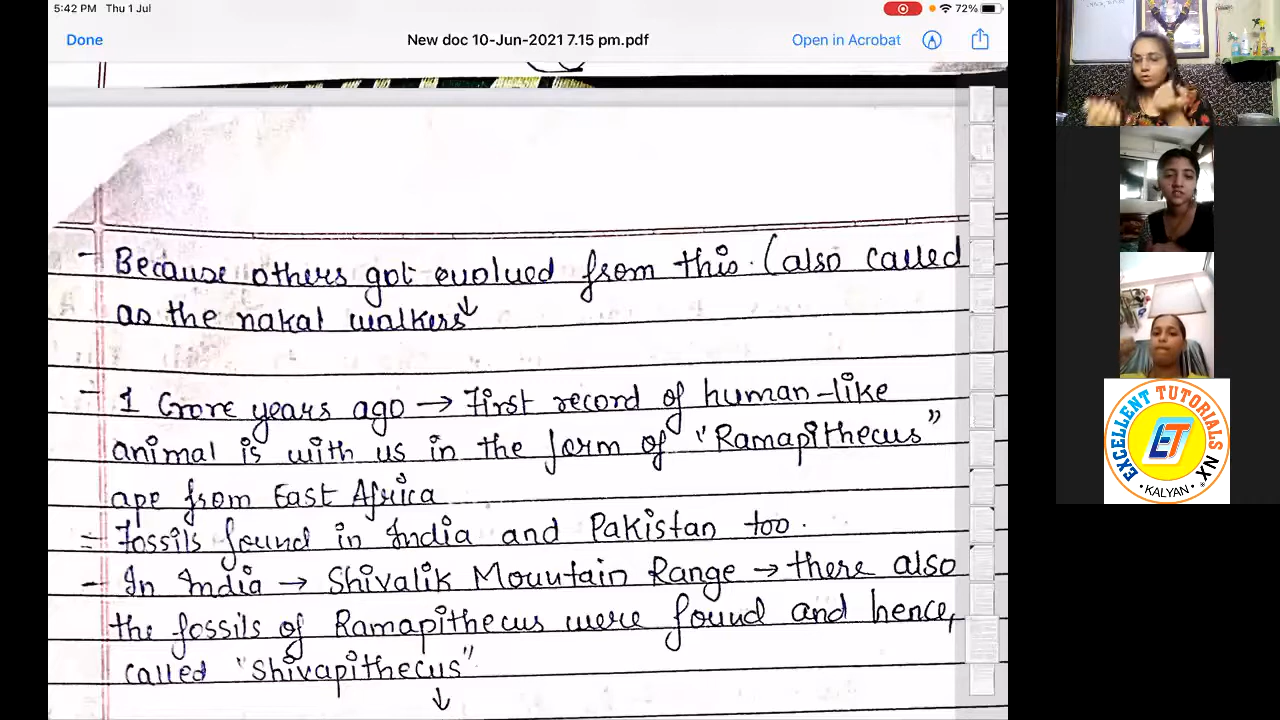 5:42 PM Thu 1 Jul
72%
Done
New doc 10-Jun-2021 7.15 pm.pdf
Open in Acrobat
- Because others got evolued from this. (also called
as the nakal walkers ↓
- 1 Crore years ago → First record of human-like
animal is with us in the form of "Ramapithecus"
ape from East Africa
= Fossils found in India and Pakistan too.
- In India → Shivalik Mountain Range → there also
the fossils of Ramapithecus were found and hence,
called "Shivapithecus"
↓
EXCELLENT TUTORIALS NX.
ET
• KALYAN •